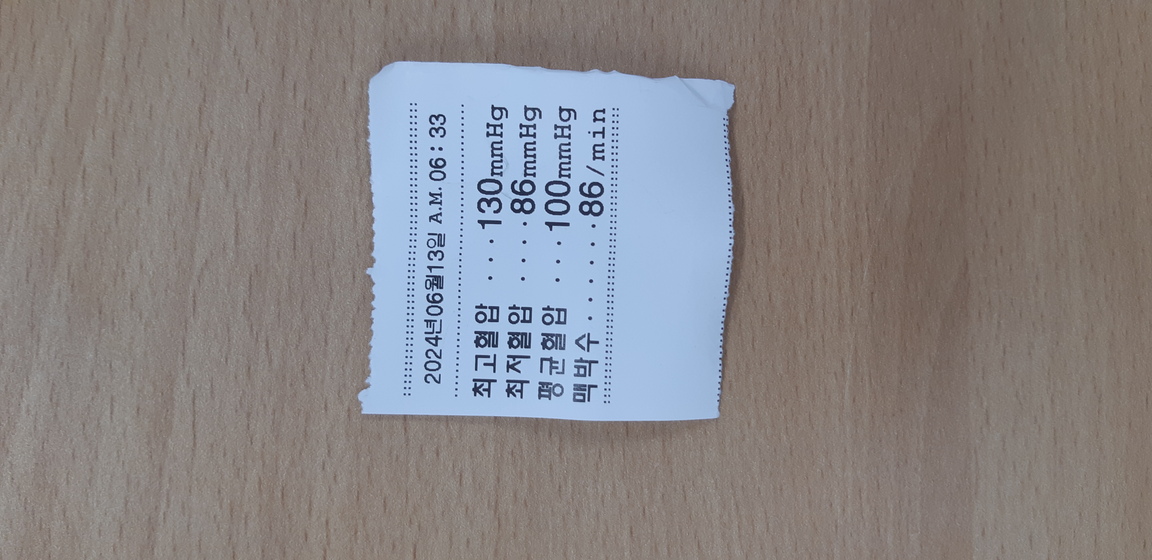 2024년06월13일 A.M. 06:33
최고혈압 ...130mmHg
최저혈압 ....86mmHg
평균혈압 ...100mmHg
맥박수.......86/min